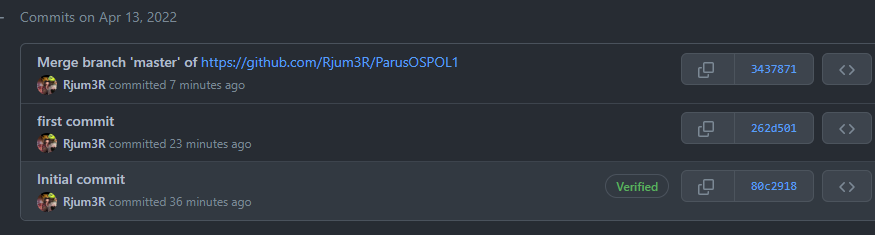 Commits on Apr 13, 2022
Merge branch 'master' of https://github.com/Rjum3R/ParusOSPOL1
3437871
Rjum3R committed 7 minutes ago
first commit
262d501
Rjum3R committed 23 minutes ago
Initial commit
Verified
80c2918
Rjum3R committed 36 minutes ago